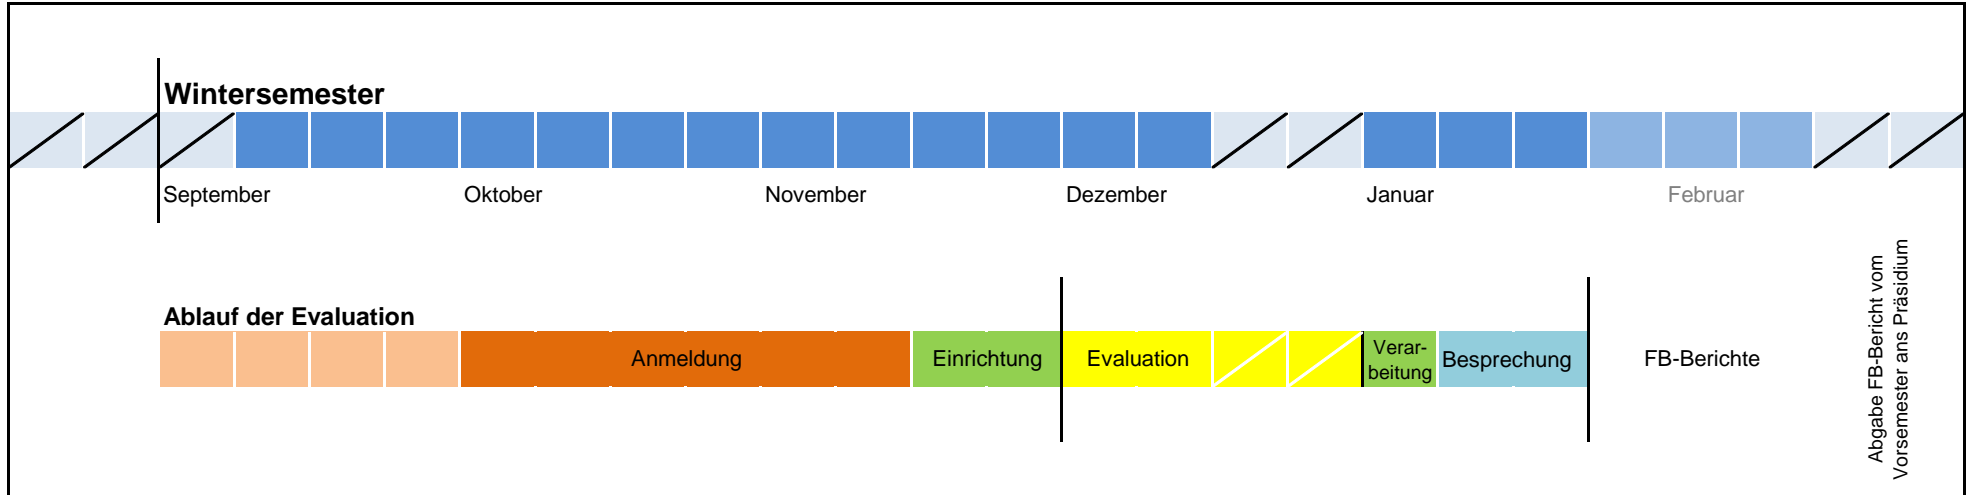 Wintersemester
September
Oktober
November
Dezember
Januar
Februar
Ablauf der Evaluation
Anmeldung
Einrichtung
Evaluation
Verar-
beitung
Besprechung
FB-Berichte
Abgabe FB-Bericht vom
Vorsemester ans Präsidium